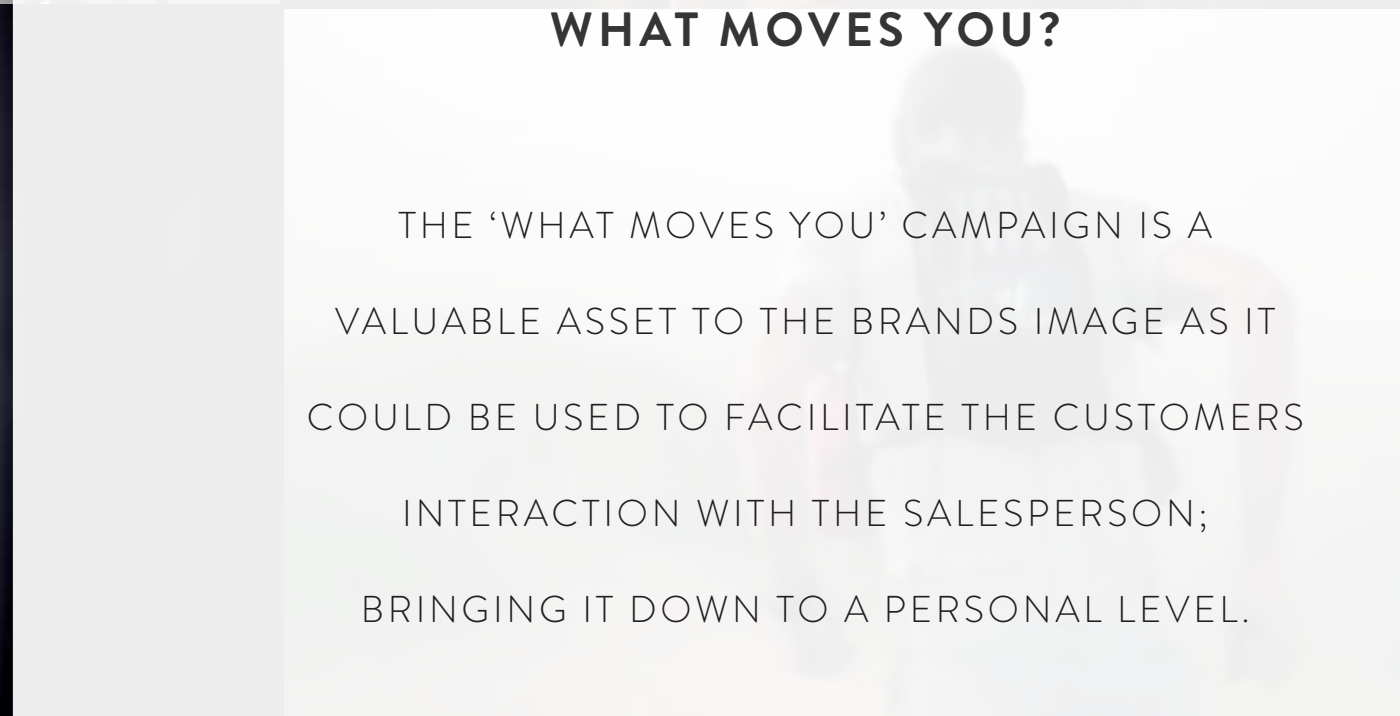 WHAT MOVES YOU?
THE ‘WHAT MOVES YOU’ CAMPAIGN IS A
VALUABLE ASSET TO THE BRANDS IMAGE AS IT
COULD BE USED TO FACILITATE THE CUSTOMERS
INTERACTION WITH THE SALESPERSON;
BRINGING IT DOWN TO A PERSONAL LEVEL.